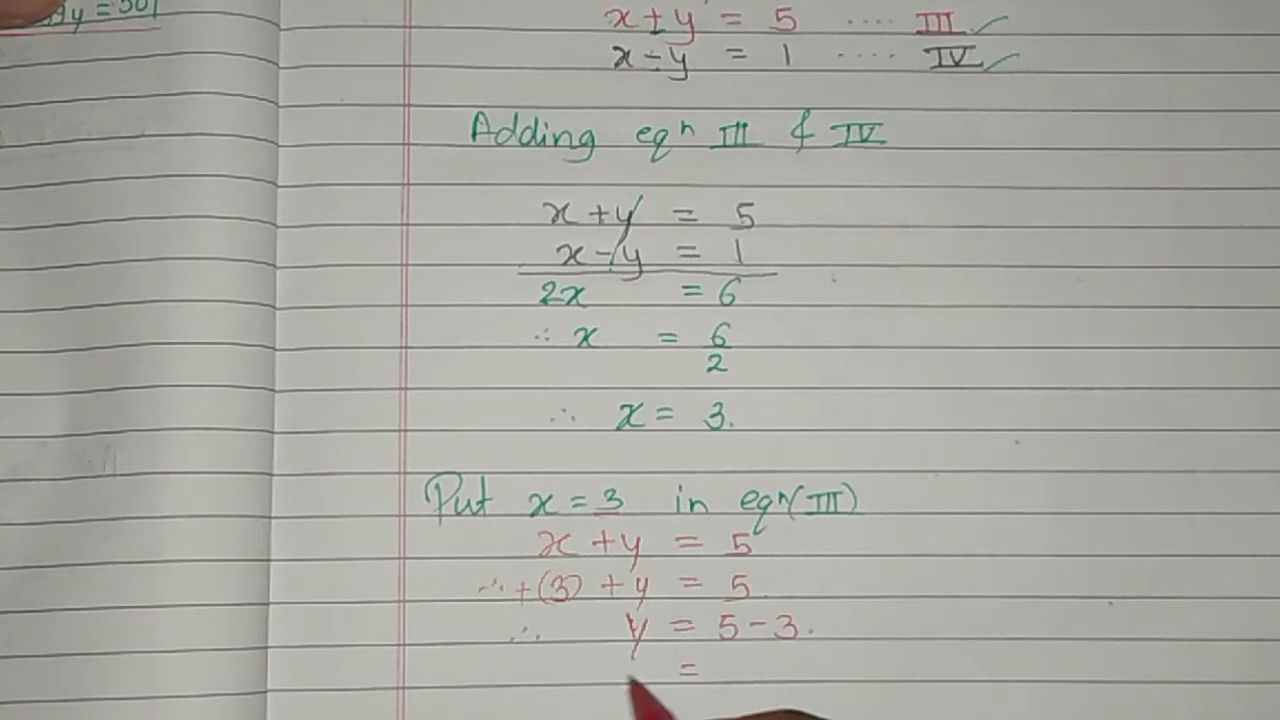 x + y = 5 .... III ✓
x - y = 1 .... IV ✓
Adding eqn III & IV
x + y = 5
x - y = 1
2x = 6
∴ x = 6/2
∴ x = 3.
Put x = 3 in eqn (III)
x + y = 5
∴ +(3) + y = 5
∴ y = 5 - 3.
=